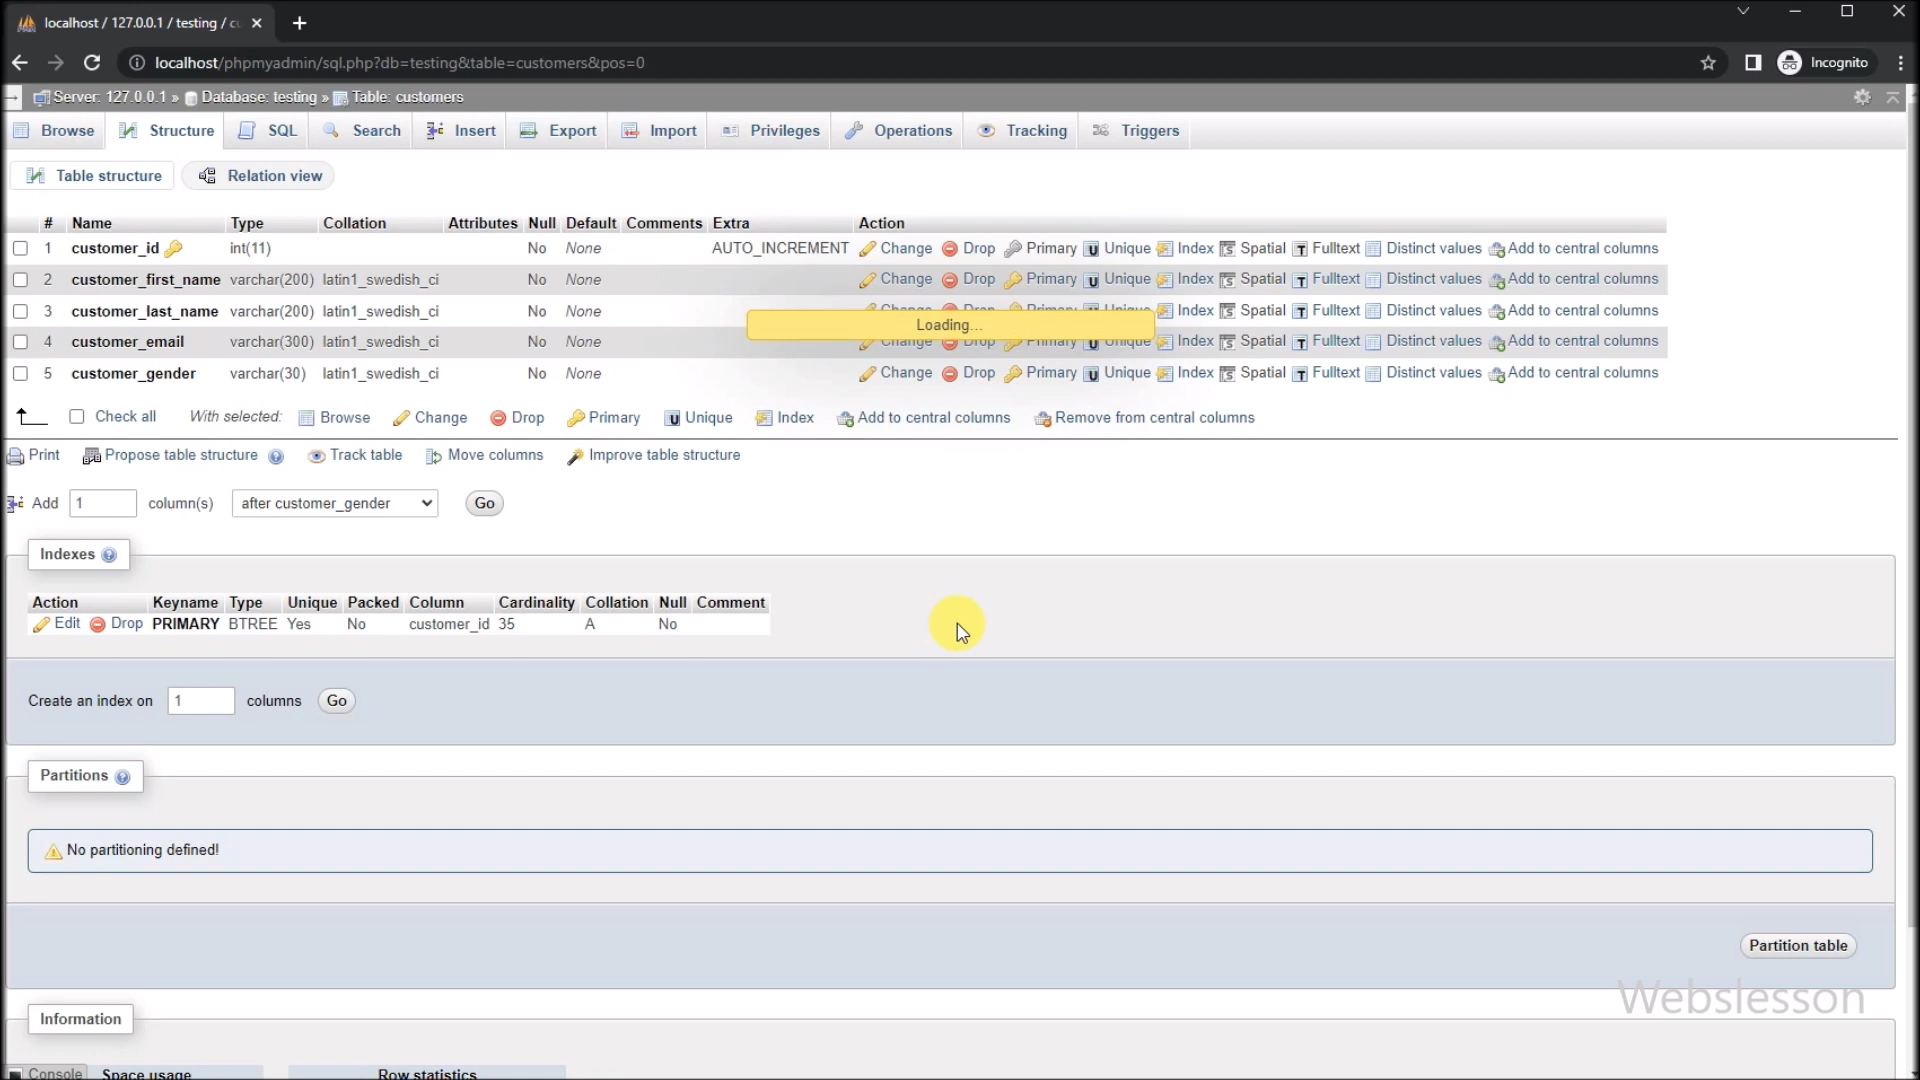 localhost / 127.0.0.1 / testing / cu
localhost/phpmyadmin/sql.php?db=testing&table=customers&pos=0
Incognito
Server: 127.0.0.1 » Database: testing » Table: customers
Browse Structure SQL Search Insert Export Import Privileges Operations Tracking Triggers
Table structure Relation view
# Name Type Collation Attributes Null Default Comments Extra Action
1 customer_id int(11) No None AUTO_INCREMENT Change Drop Primary Unique Index Spatial Fulltext Distinct values Add to central columns
2 customer_first_name varchar(200) latin1_swedish_ci No None Change Drop Primary Unique Index Spatial Fulltext Distinct values Add to central columns
3 customer_last_name varchar(200) latin1_swedish_ci No None Change Drop Primary Unique Index Spatial Fulltext Distinct values Add to central columns
Loading...
4 customer_email varchar(300) latin1_swedish_ci No None Change Drop Primary Unique Index Spatial Fulltext Distinct values Add to central columns
5 customer_gender varchar(30) latin1_swedish_ci No None Change Drop Primary Unique Index Spatial Fulltext Distinct values Add to central columns
Check all With selected: Browse Change Drop Primary Unique Index Add to central columns Remove from central columns
Print Propose table structure Track table Move columns Improve table structure
Add 1 column(s) after customer_gender Go
Indexes
Action Keyname Type Unique Packed Column Cardinality Collation Null Comment
Edit Drop PRIMARY BTREE Yes No customer_id 35 A No
Create an index on 1 columns Go
Partitions
No partitioning defined!
Partition table
Webslesson
Information
Console Space usage Row statistics